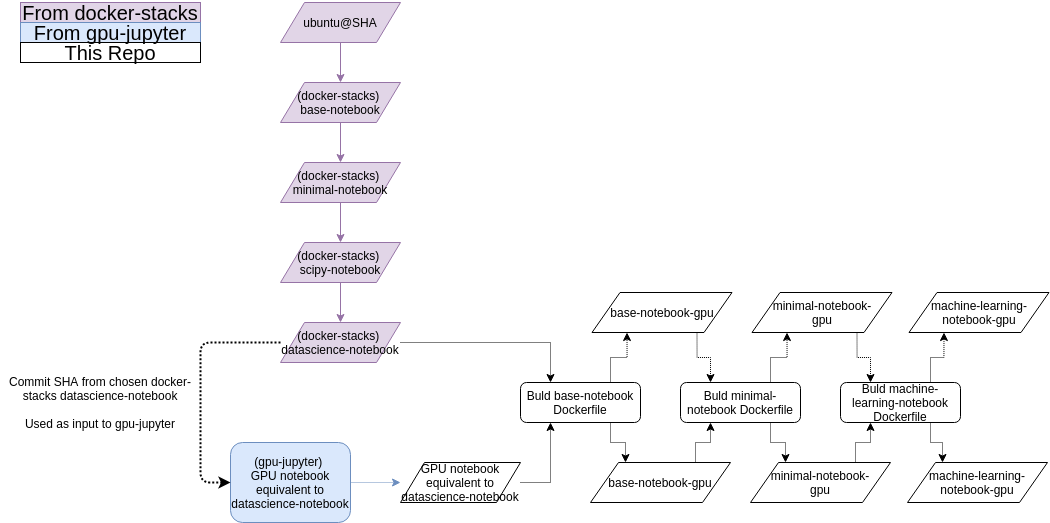 From docker-stacks
From gpu-jupyter
This Repo
ubuntu@SHA
(docker-stacks)
base-notebook
(docker-stacks)
minimal-notebook
(docker-stacks)
scipy-notebook
(docker-stacks)
datascience-notebook
Commit SHA from chosen docker-
stacks datascience-notebook
Used as input to gpu-jupyter
(gpu-jupyter)
GPU notebook
equivalent to
datascience-notebook
GPU notebook
equivalent to
datascience-notebook
base-notebook-gpu
minimal-notebook-
gpu
machine-learning-
notebook-gpu
Buld base-notebook
Dockerfile
Buld minimal-
notebook Dockerfile
Buld machine-
learning-notebook
Dockerfile
base-notebook-gpu
minimal-notebook-
gpu
machine-learning-
notebook-gpu